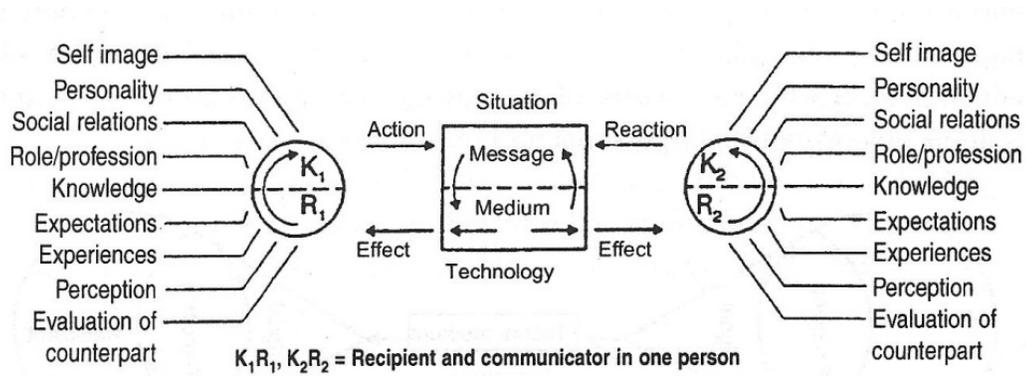 Self image
Personality
Social relations
Role/profession
Knowledge
Expectations
Experiences
Perception
Evaluation of
counterpart
K₁
R₁
Action
Effect
Situation
Message
Medium
Technology
Reaction
Effect
K₂
R₂
Self image
Personality
Social relations
Role/profession
Knowledge
Expectations
Experiences
Perception
Evaluation of
counterpart
K₁R₁, K₂R₂ = Recipient and communicator in one person